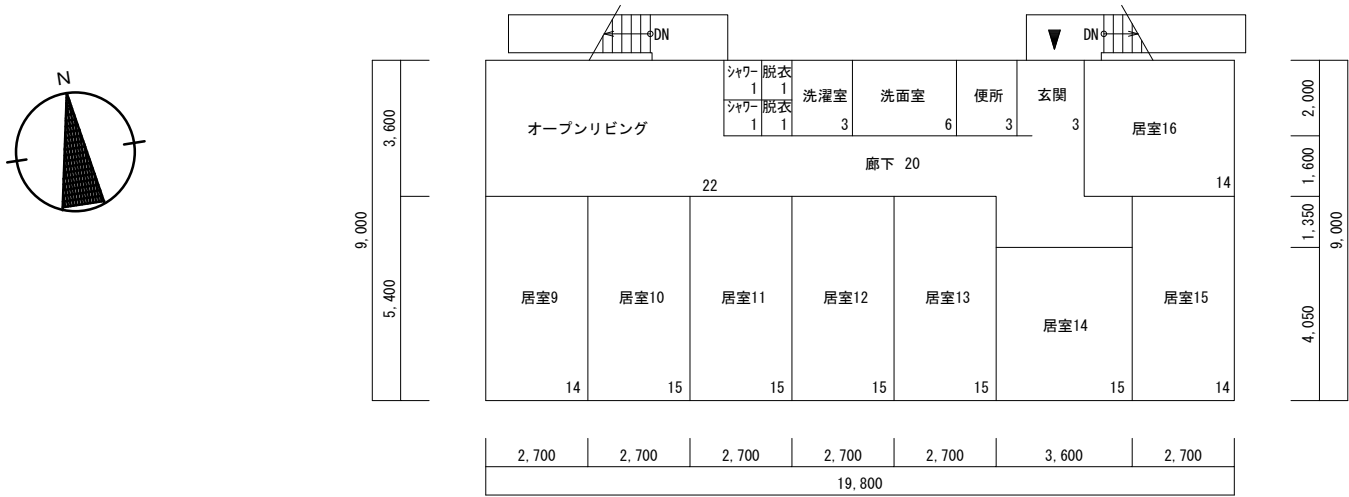 DN
DN
N
シャワー
1
脱衣
1
シャワー
1
脱衣
1
洗濯室
3
洗面室
6
便所
3
玄関
3
オープンリビング
22
廊下 20
居室16
14
3,600
5,400
9,000
2,000
1,600
1,350
4,050
9,000
居室9
14
居室10
15
居室11
15
居室12
15
居室13
15
居室14
15
居室15
14
2,700
2,700
2,700
2,700
2,700
3,600
2,700
19,800